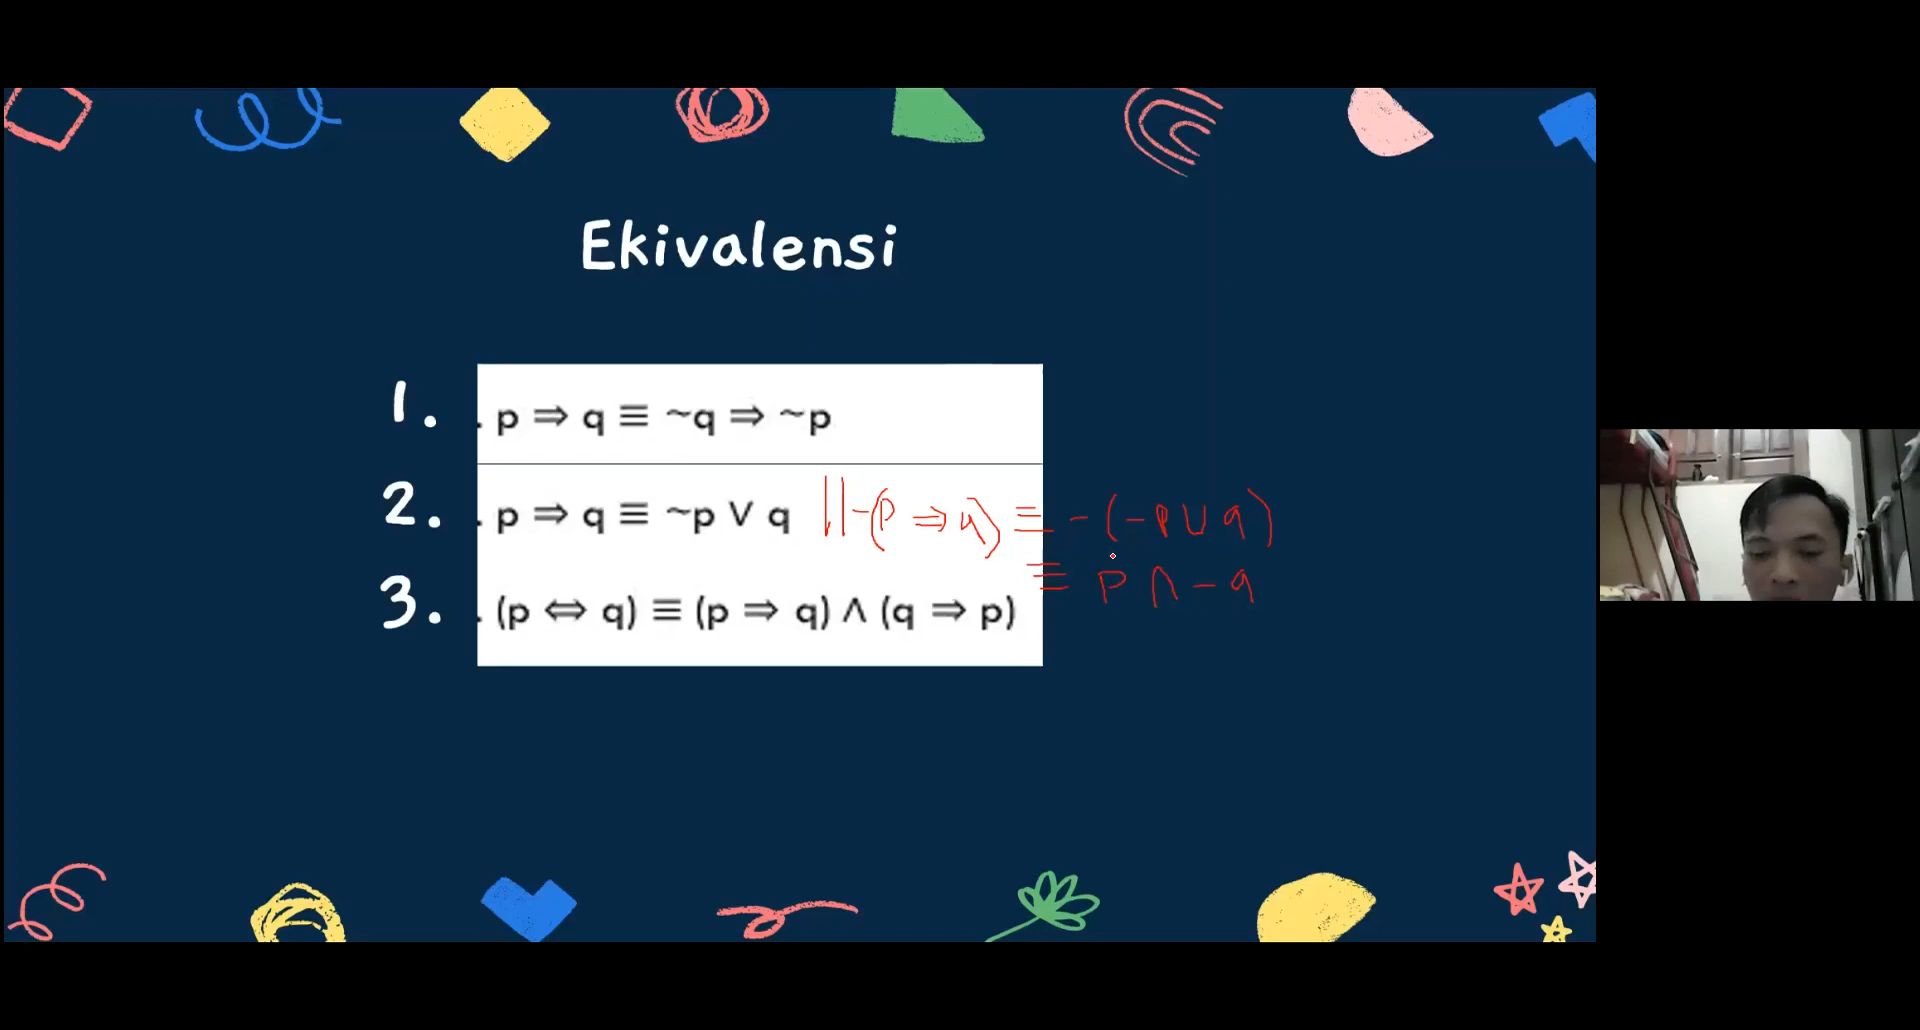 Ekivalensi
1. . p ⇒ q ≡ ~q ⇒ ~p
2. . p ⇒ q ≡ ~p V q || -(p ⇒ q) ≡ -(-p ∪ q)
≡ p ∩ - q
3. . (p ⇔ q) ≡ (p ⇒ q) Λ (q ⇒ p)